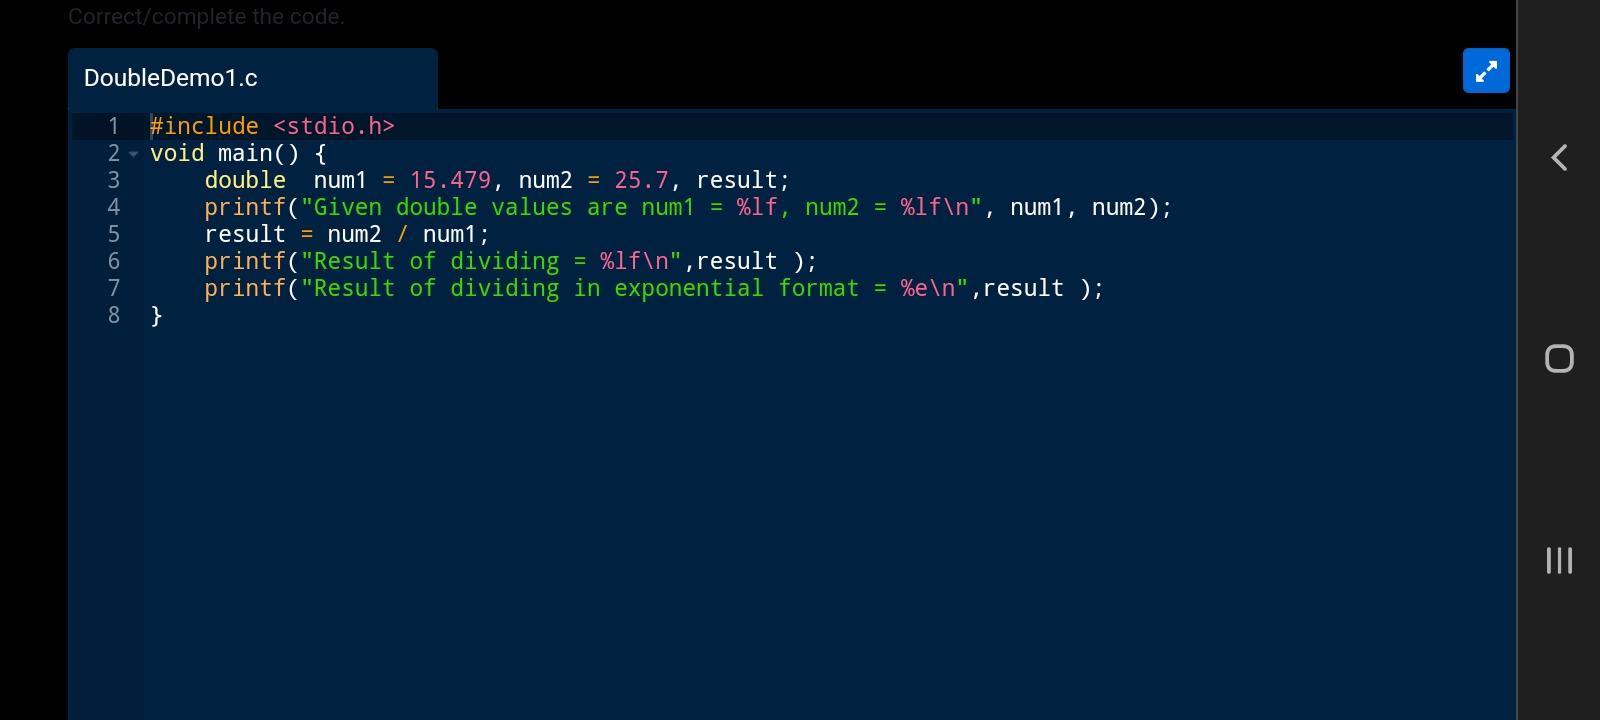 Correct/complete the code.
DoubleDemo1.c
1 #include <stdio.h>
2 void main() {
3     double  num1 = 15.479, num2 = 25.7, result;
4     printf("Given double values are num1 = %lf, num2 = %lf\n", num1, num2);
5     result = num2 / num1;
6     printf("Result of dividing = %lf\n",result );
7     printf("Result of dividing in exponential format = %e\n",result );
8 }